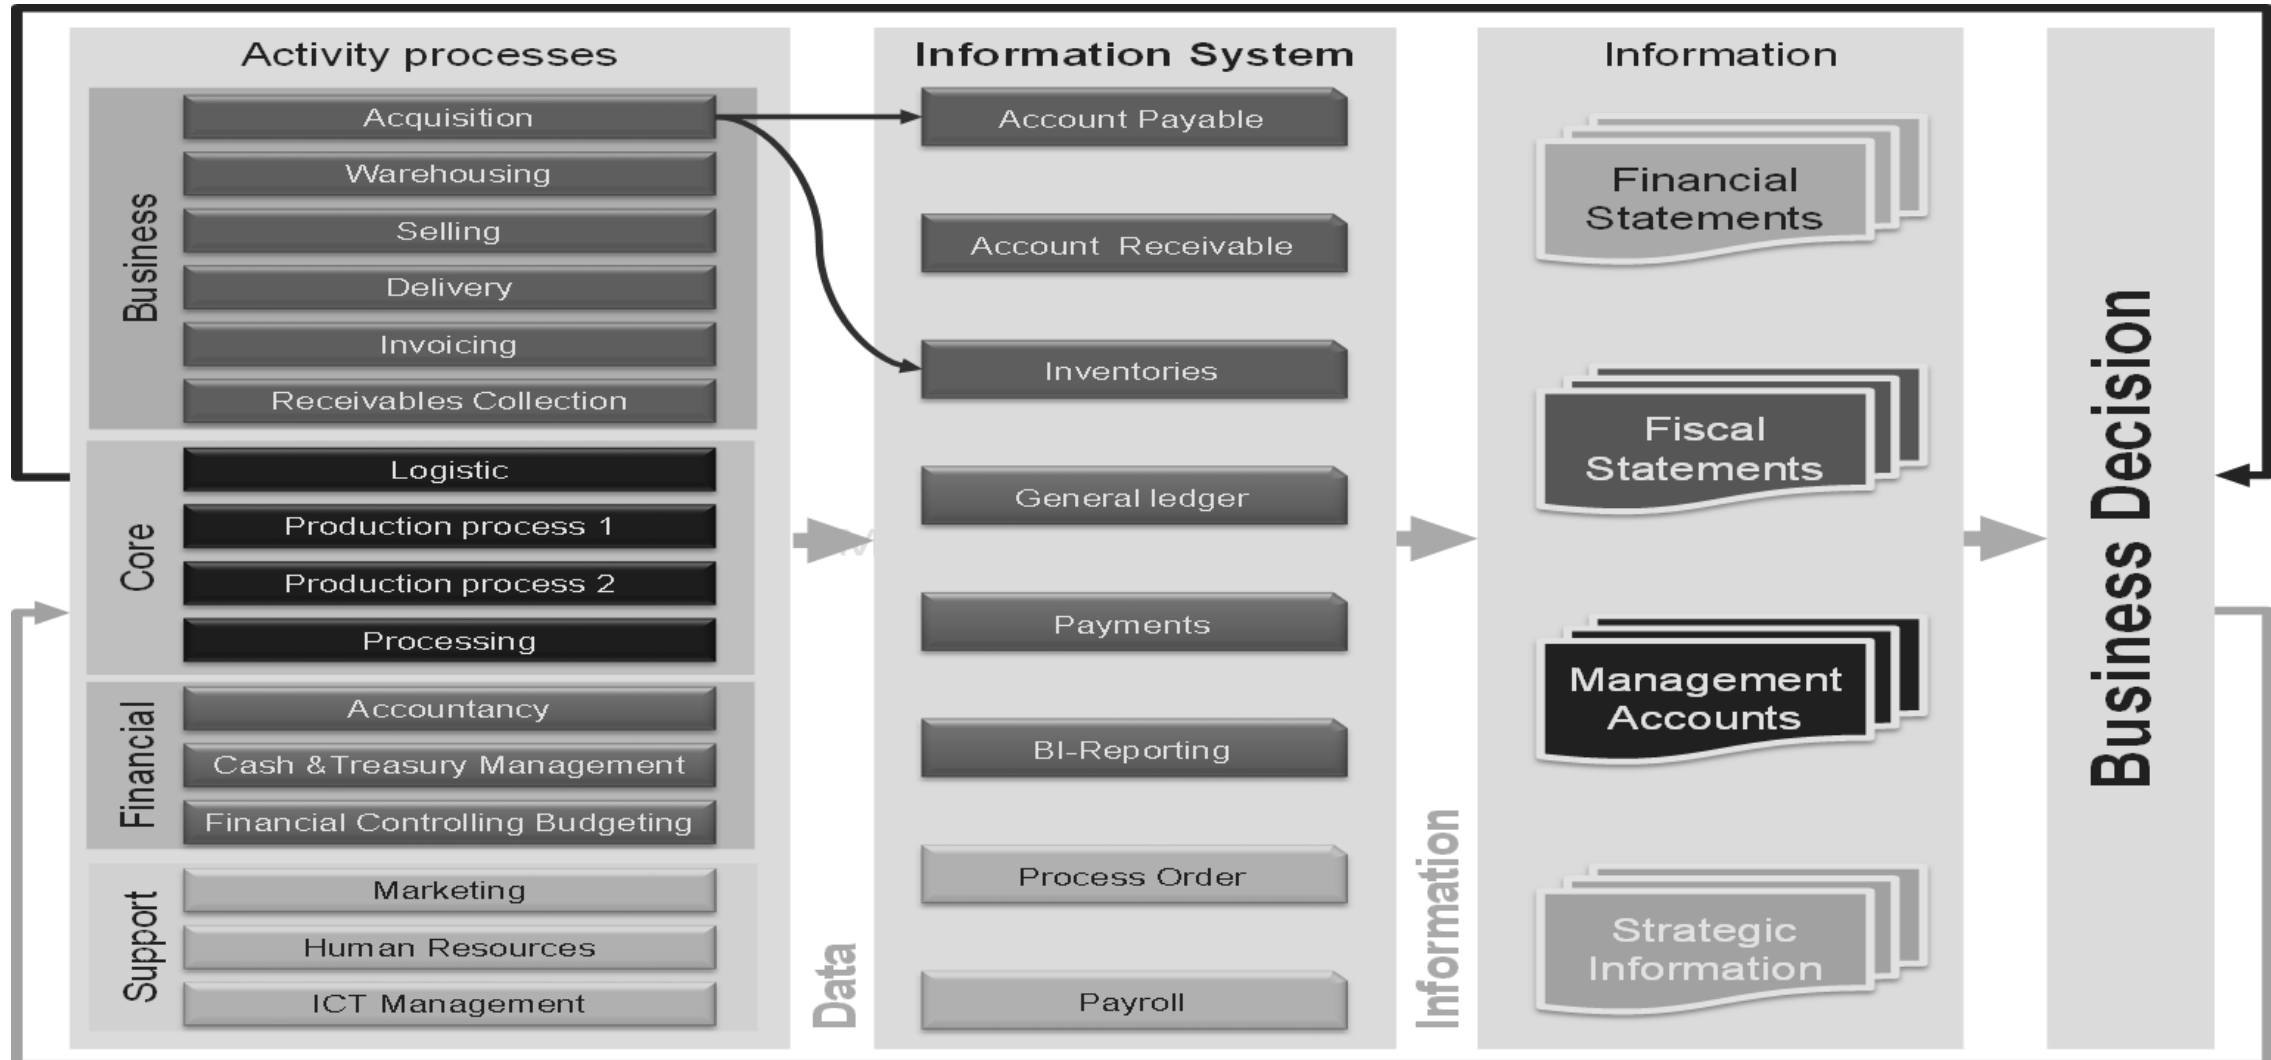 Activity processes
Business
Acquisition
Warehousing
Selling
Delivery
Invoicing
Receivables Collection
Core
Logistic
Production process 1
Production process 2
Processing
Financial
Accountancy
Cash &Treasury Management
Financial Controlling Budgeting
Support
Marketing
Human Resources
ICT Management
Data
Information System
Account Payable
Account  Receivable
Inventories
General ledger
Payments
BI-Reporting
Process Order
Payroll
Information
Information
Financial
Statements
Fiscal
Statements
Management
Accounts
Strategic
Information
Business Decision